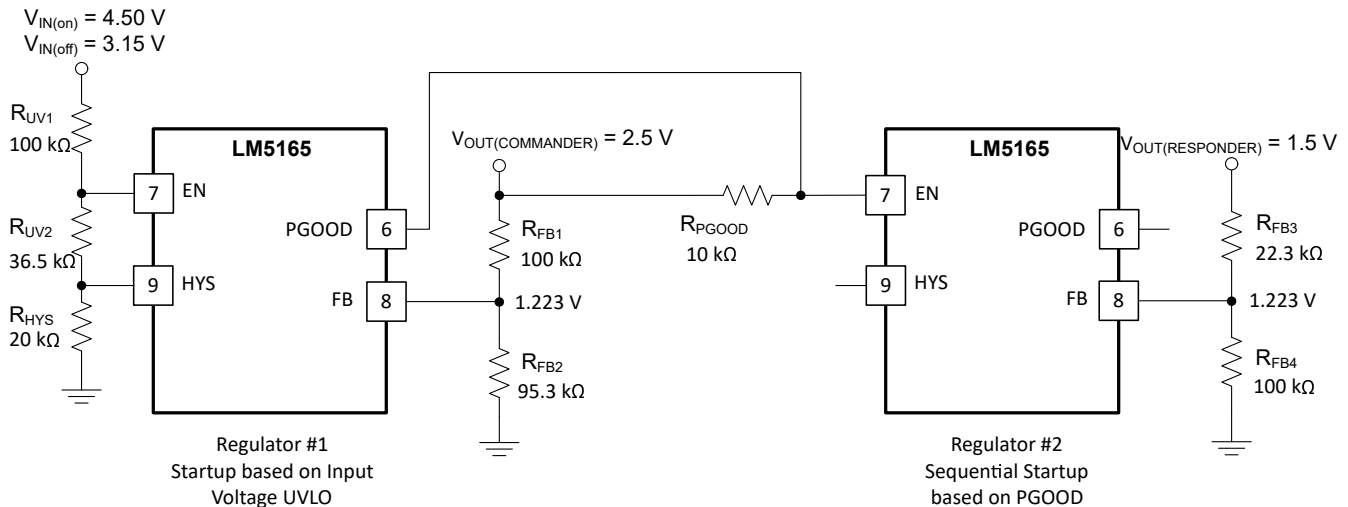 V_IN(on) = 4.50 V
V_IN(off) = 3.15 V
R_UV1
100 kΩ
R_UV2
36.5 kΩ
R_HYS
20 kΩ
LM5165
7
EN
9
HYS
PGOOD
6
FB
8
V_OUT(COMMANDER) = 2.5 V
R_FB1
100 kΩ
1.223 V
R_FB2
95.3 kΩ
R_PGOOD
10 kΩ
Regulator #1
Startup based on Input
Voltage UVLO
LM5165
7
EN
9
HYS
PGOOD
6
FB
8
V_OUT(RESPONDER) = 1.5 V
R_FB3
22.3 kΩ
1.223 V
R_FB4
100 kΩ
Regulator #2
Sequential Startup
based on PGOOD